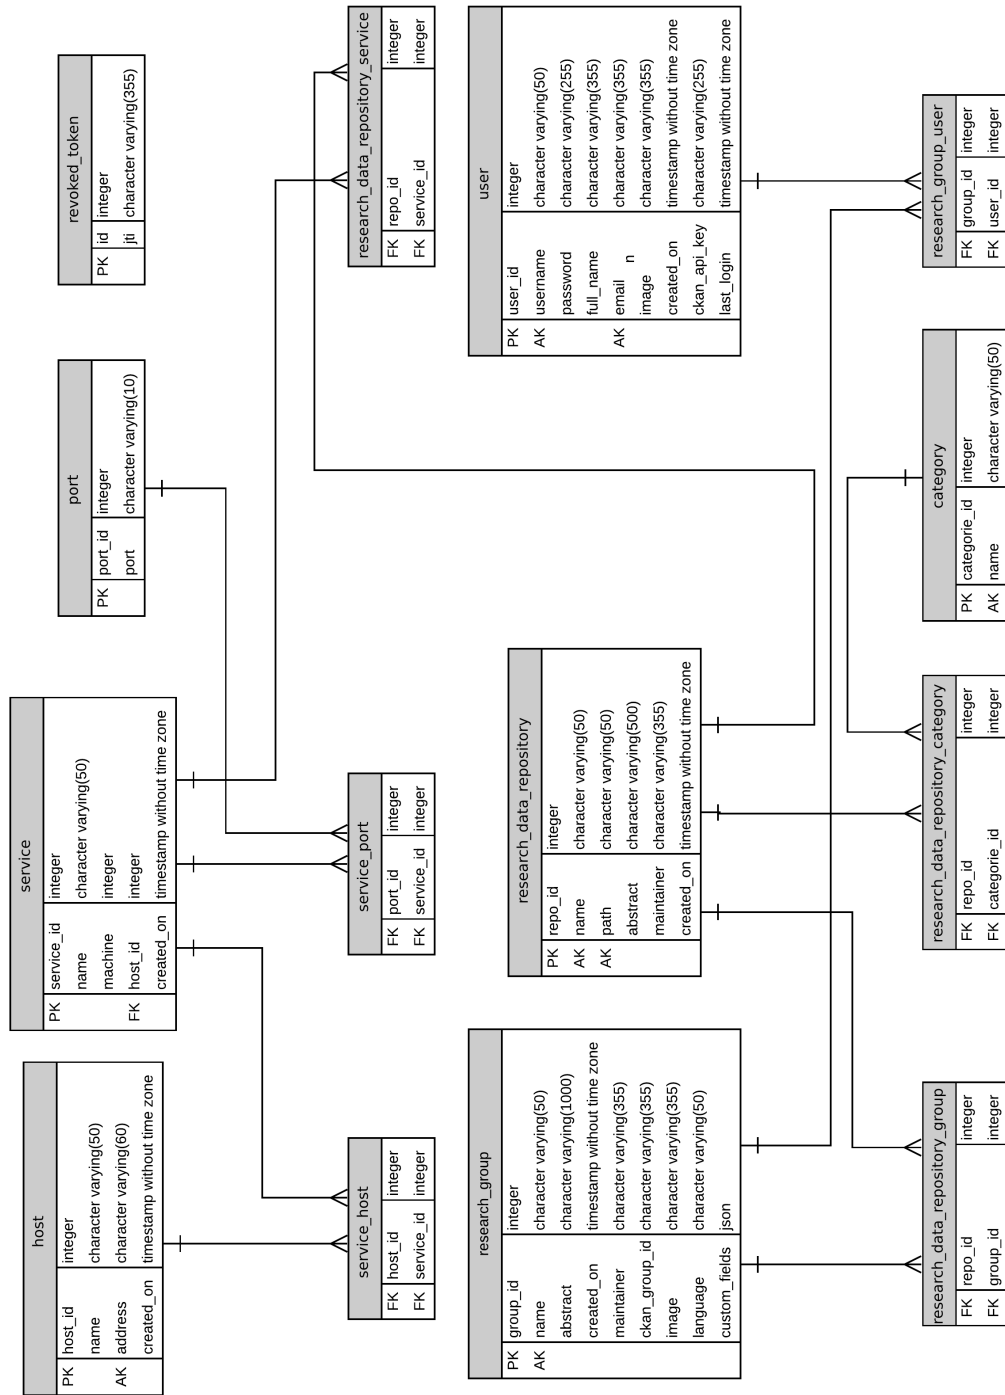 host
PK host_id integer
name character varying(50)
AK address character varying(60)
created_on timestamp without time zone
service
PK service_id integer
name character varying(50)
machine integer
FK host_id integer
created_on timestamp without time zone
port
PK port_id integer
port character varying(10)
revoked_token
PK id integer
jti character varying(355)
service_host
FK host_id integer
FK service_id integer
service_port
FK port_id integer
FK service_id integer
research_data_repository_service
FK repo_id integer
FK service_id integer
research_group
PK group_id integer
AK name character varying(50)
abstract character varying(1000)
created_on timestamp without time zone
maintainer character varying(355)
ckan_group_id character varying(355)
image character varying(355)
language character varying(50)
custom_fields json
research_data_repository
PK repo_id integer
AK name character varying(50)
AK path character varying(50)
abstract character varying(500)
maintainer character varying(355)
created_on timestamp without time zone
user
PK user_id integer
AK username character varying(50)
password character varying(255)
full_name character varying(355)
AK email character varying(355)
n
image character varying(355)
created_on timestamp without time zone
ckan_api_key character varying(255)
last_login timestamp without time zone
research_data_repository_group
FK repo_id integer
FK group_id integer
research_data_repository_category
FK repo_id integer
FK categorie_id integer
category
PK categorie_id integer
AK name character varying(50)
research_group_user
FK group_id integer
FK user_id integer